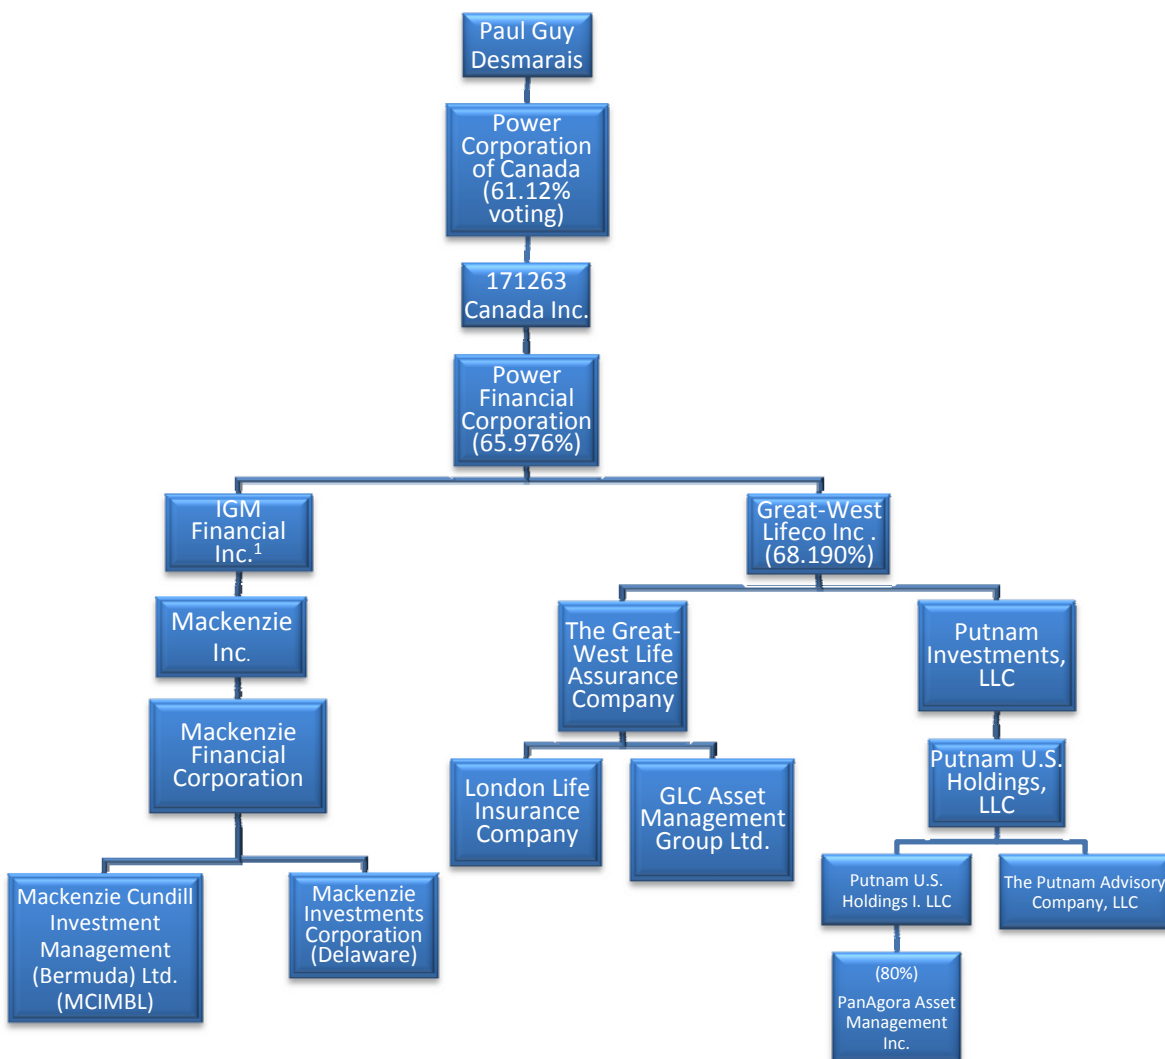 Paul Guy
Desmarais
Power
Corporation
of Canada
(61.12%
voting)
171263
Canada Inc.
Power
Financial
Corporation
(65.976%)
IGM
Financial
Inc.1
Great-West
Lifeco Inc .
(68.190%)
Mackenzie
Inc.
The Great-
West Life
Assurance
Company
Putnam
Investments,
LLC
Mackenzie
Financial
Corporation
London Life
Insurance
Company
GLC Asset
Management
Group Ltd.
Putnam U.S.
Holdings,
LLC
Mackenzie Cundill
Investment
Management
(Bermuda) Ltd.
(MCIMBL)
Mackenzie
Investments
Corporation
(Delaware)
Putnam U.S.
Holdings I. LLC
The Putnam Advisory
Company, LLC
(80%)
PanAgora Asset
Management
Inc.